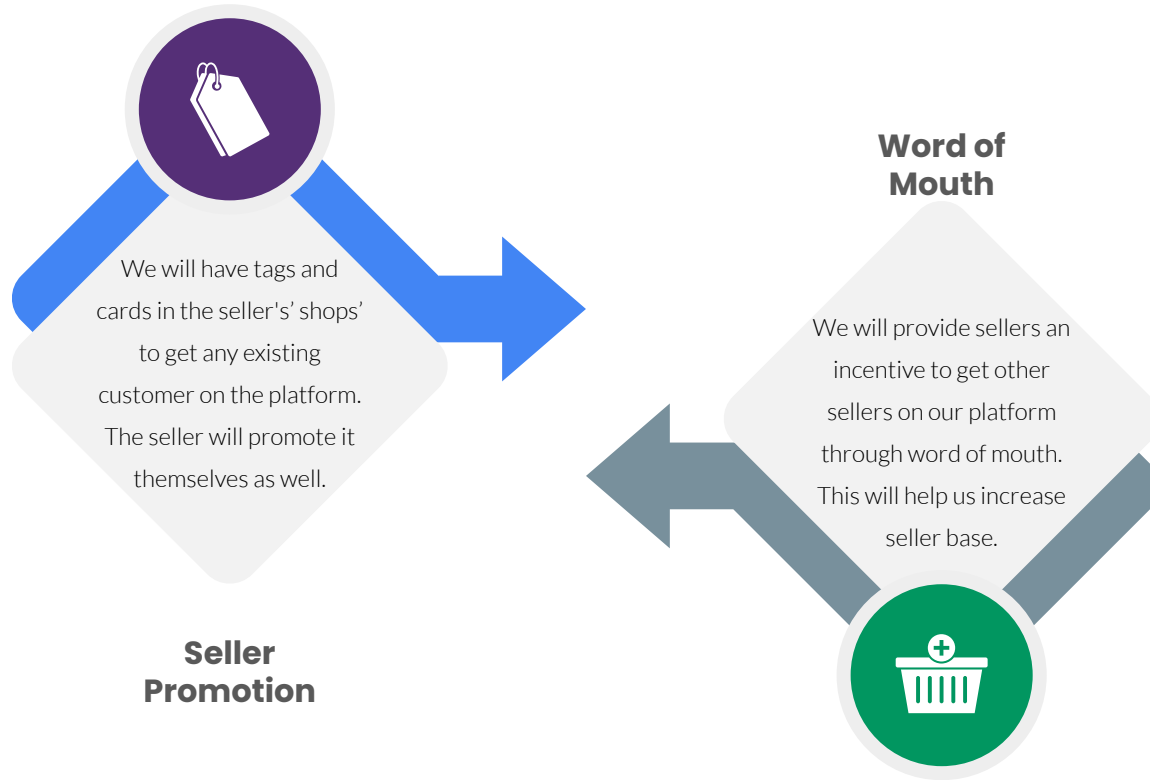 We will have tags and
cards in the seller's’ shops’
to get any existing
customer on the platform.
The seller will promote it
themselves as well.
Seller
Promotion
Word of
Mouth
We will provide sellers an
incentive to get other
sellers on our platform
through word of mouth.
This will help us increase
seller base.